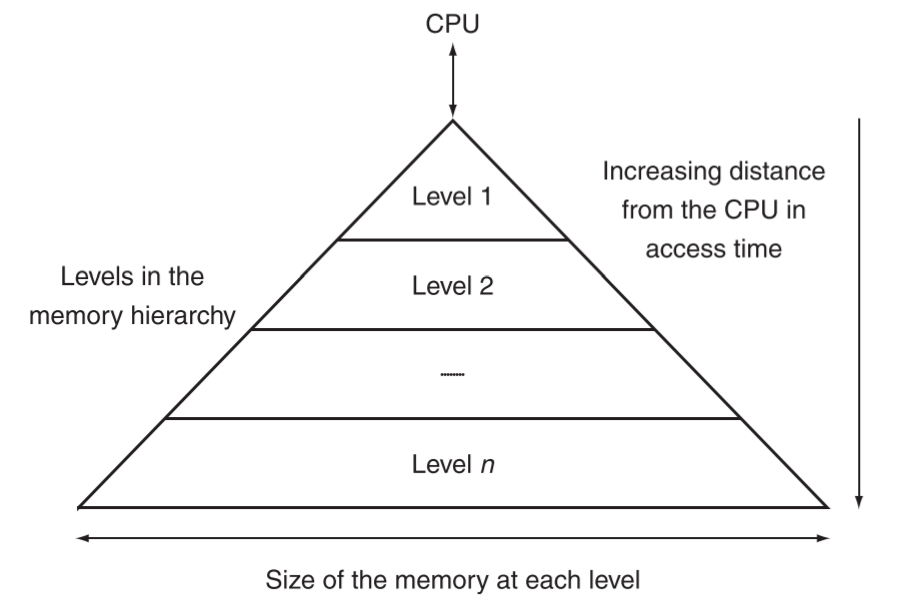 CPU
Level 1
Increasing distance
from the CPU in
access time
Levels in the
memory hierarchy
Level 2
........
Level n
Size of the memory at each level